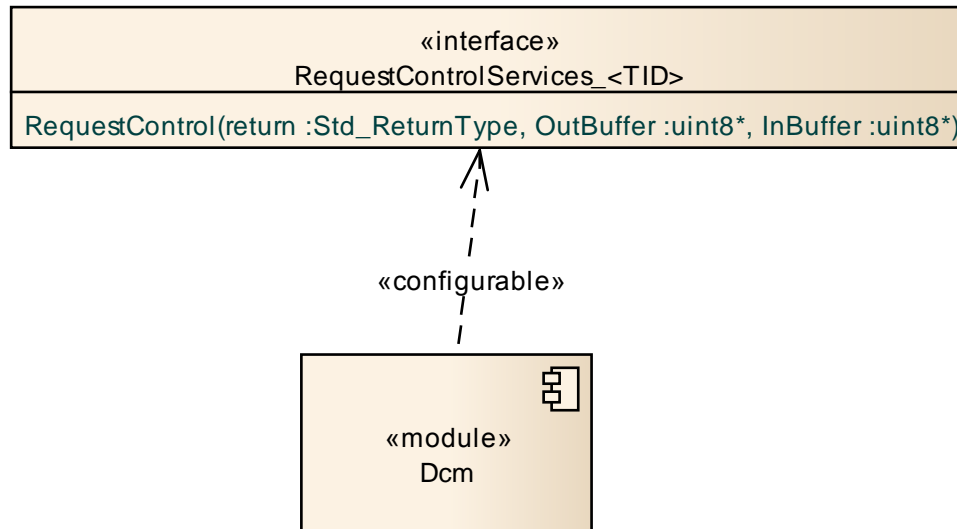 «interface»
RequestControlServices_<TID>
RequestControl(return :Std_ReturnType, OutBuffer :uint8*, InBuffer :uint8*)
«configurable»
«module»
Dcm